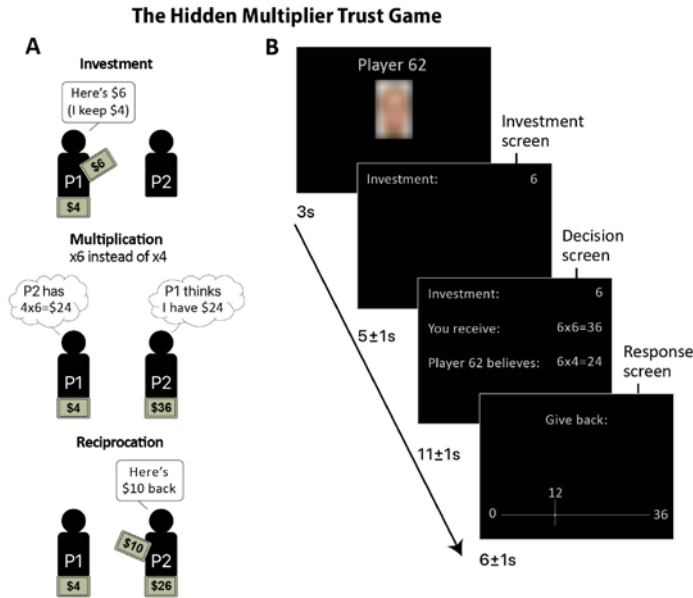 The Hidden Multiplier Trust Game
A
Investment
Here's $6
(I keep $4)
$6
P1
P2
$4
Multiplication
x6 instead of x4
P2 has
4x6=$24
P1 thinks
I have $24
P1
P2
$4
$36
Reciprocation
Here's
$10 back
$10
P1
P2
$4
$26
B
Player 62
3s
Investment
screen
Investment: 6
5±1s
Decision
screen
Investment: 6
You receive: 6x6=36
Player 62 believes: 6x4=24
11±1s
Response
screen
Give back:
12
0
36
6±1s